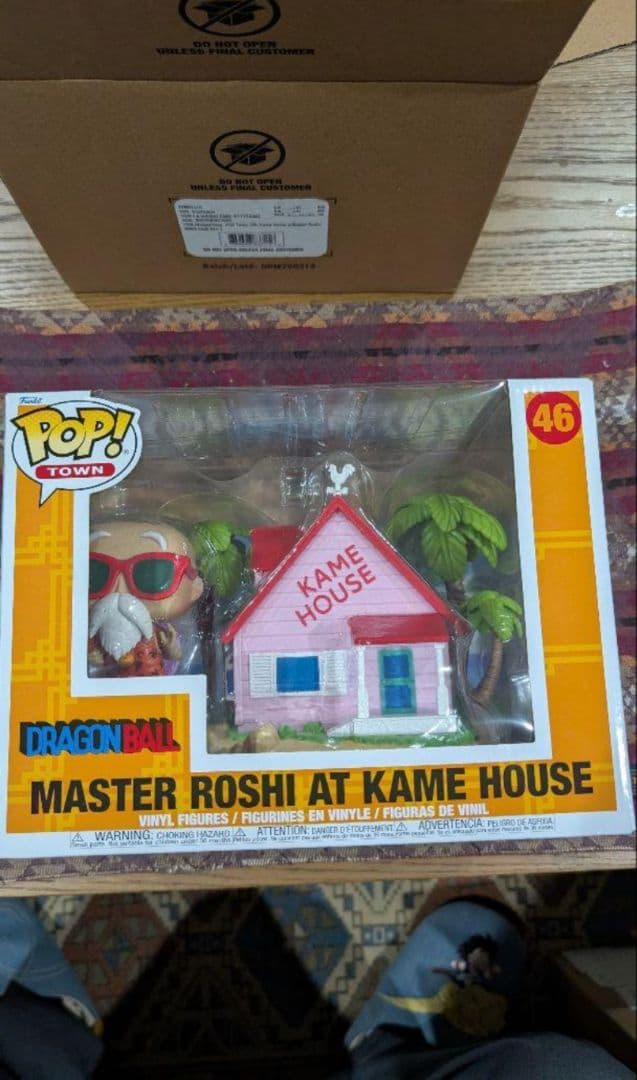 DO NOT OPEN
UNLESS FINAL CUSTOMER
DO NOT OPEN
UNLESS FINAL CUSTOMER
Funko
POP!
TOWN
46
KAME
HOUSE
DRAGON BALL
MASTER ROSHI AT KAME HOUSE
VINYL FIGURES / FIGURINES EN VINYLE / FIGURAS DE VINIL
WARNING: CHOKING HAZARD ATTENTION: DANGER D'ÉTOUFFEMENT ADVERTENCIA: PELIGRO DE ASFIXIA